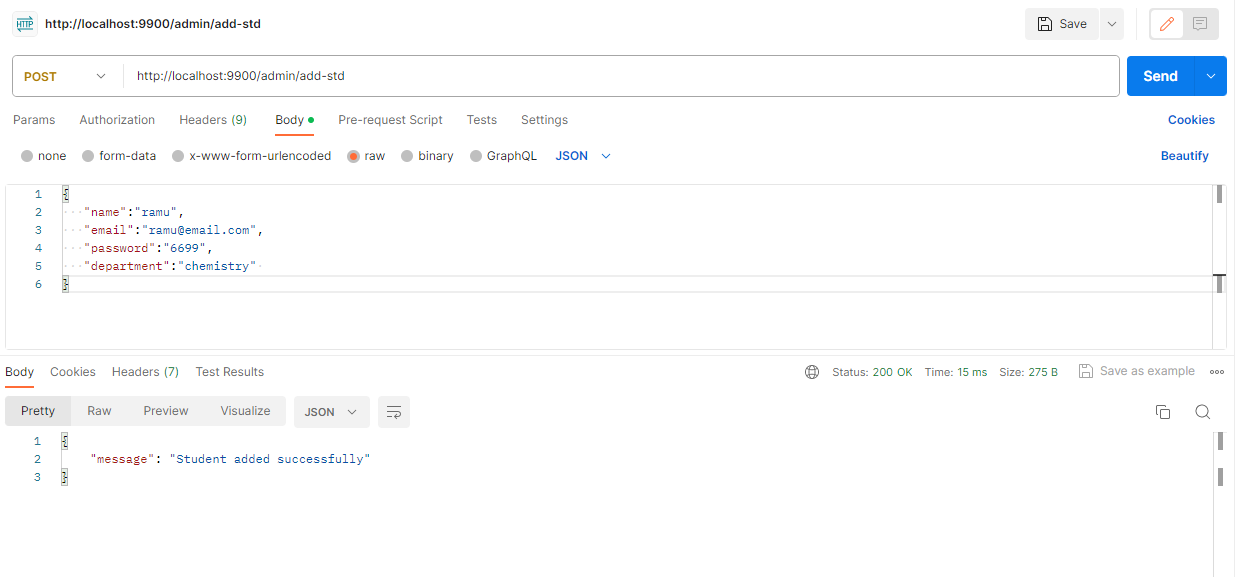 HTTP http://localhost:9900/admin/add-std Save
POST http://localhost:9900/admin/add-std Send
Params Authorization Headers (9) Body Pre-request Script Tests Settings Cookies
none form-data x-www-form-urlencoded raw binary GraphQL JSON Beautify
1 {
2 "name":"ramu",
3 "email":"ramu@email.com",
4 "password":"6699",
5 "department":"chemistry"
6 }
Body Cookies Headers (7) Test Results Status: 200 OK Time: 15 ms Size: 275 B Save as example
Pretty Raw Preview Visualize JSON
1 {
2 "message": "Student added successfully"
3 }